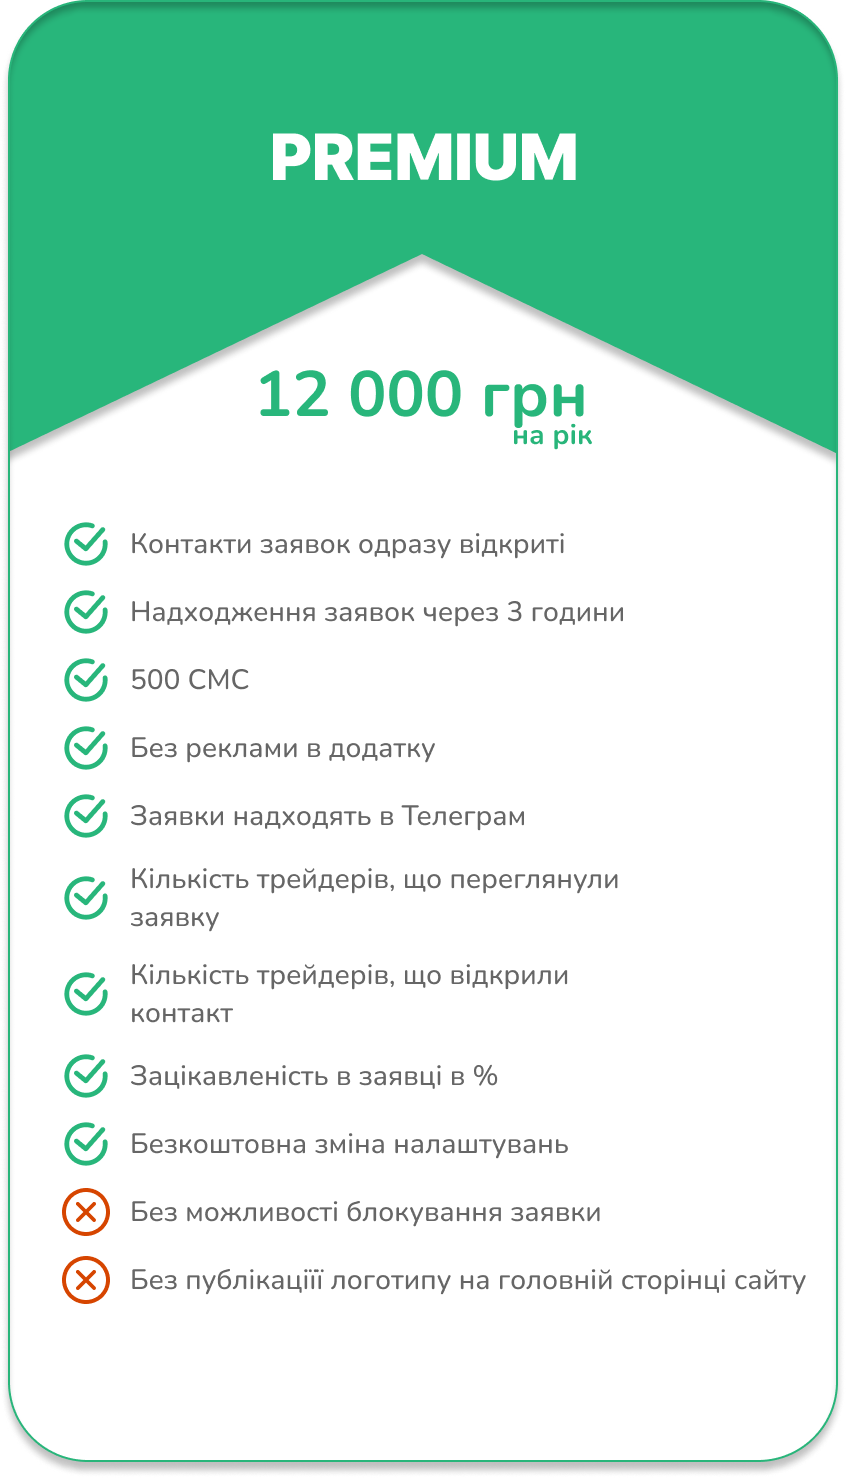 PREMIUM
12 000 грн
на рік
Контакти заявок одразу відкриті
Надходження заявок через 3 години
500 СМС
Без реклами в додатку
Заявки надходять в Телеграм
Кількість трейдерів, що переглянули
заявку
Кількість трейдерів, що відкрили
контакт
Зацікавленість в заявці в %
Безкоштовна зміна налаштувань
Без можливості блокування заявки
Без публікаціїї логотипу на головній сторінці сайту